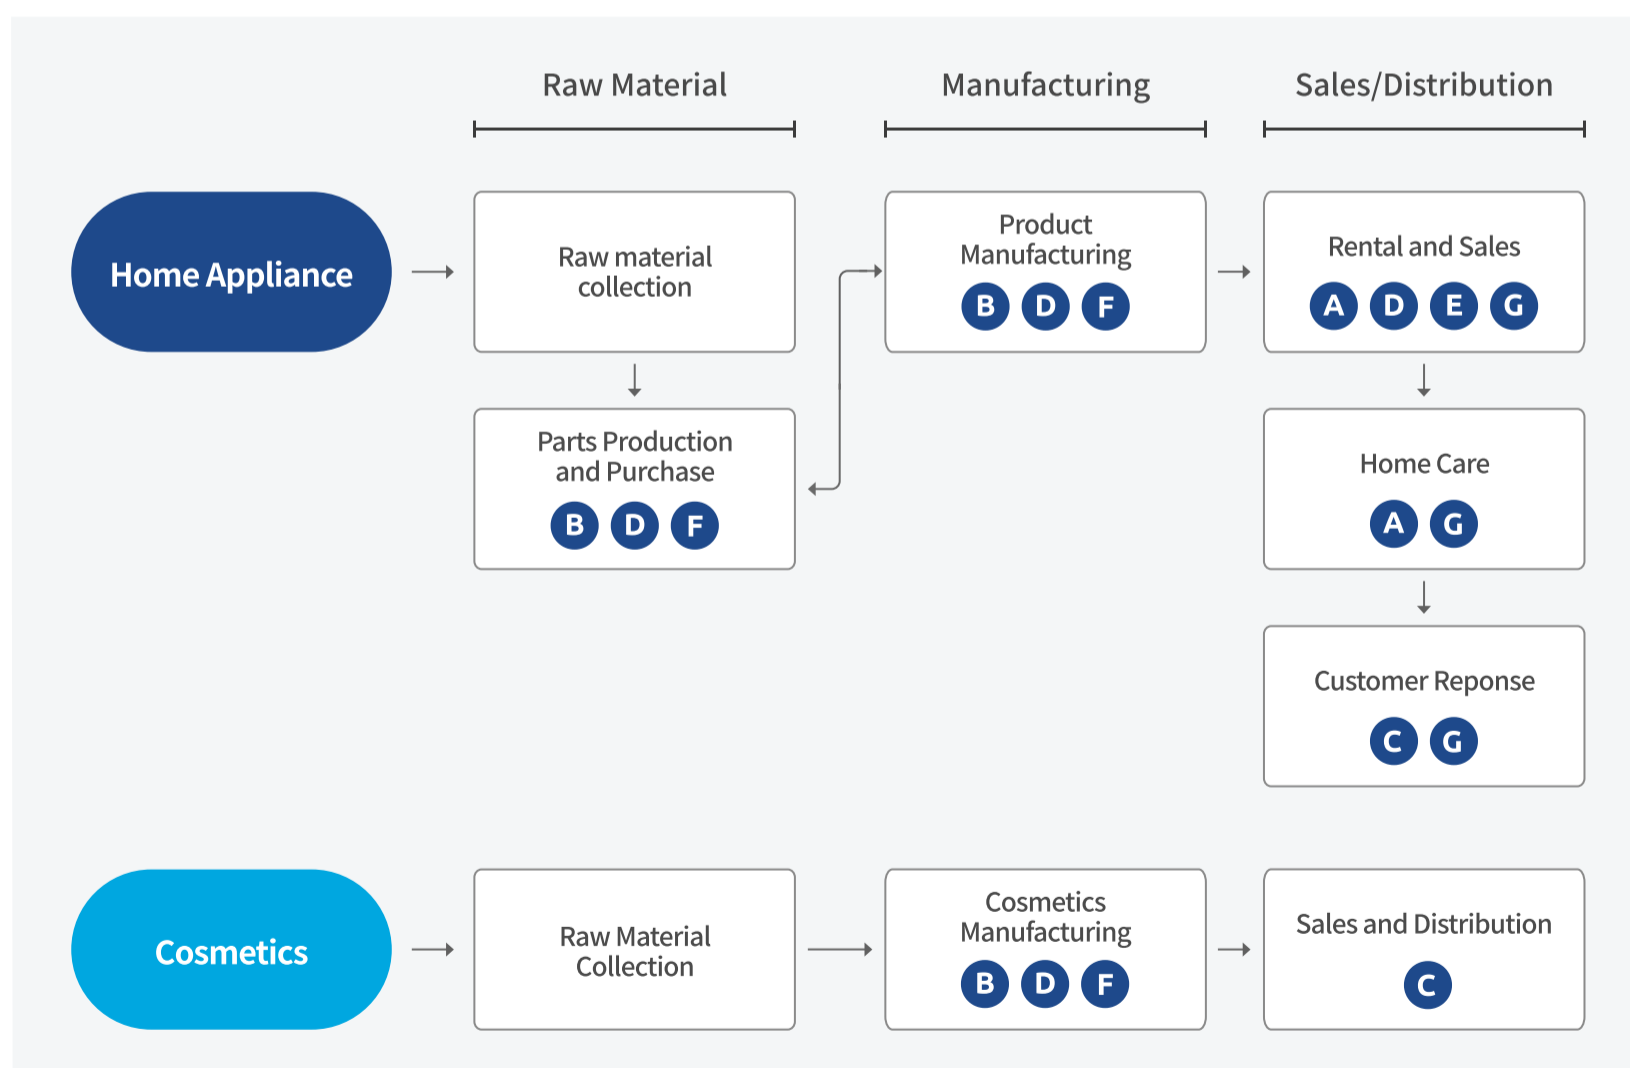 Raw Material
Manufacturing
Sales/Distribution
Home Appliance
Raw material
collection
Product
Manufacturing
B D F
Rental and Sales
A D E G
Parts Production
and Purchase
B D F
Home Care
A G
Customer Reponse
C G
Cosmetics
Raw Material
Collection
Cosmetics
Manufacturing
B D F
Sales and Distribution
C